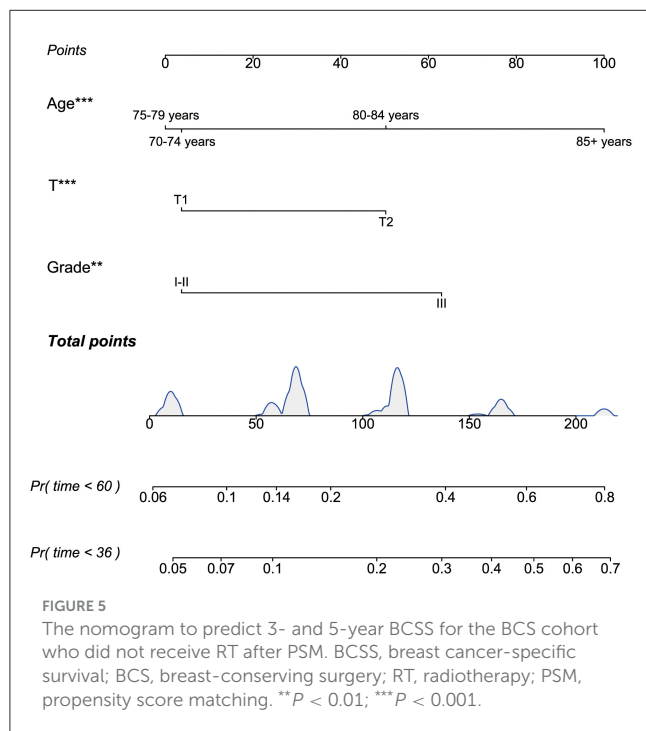 Points
0 20 40 60 80 100
Age***
75-79 years 80-84 years
70-74 years 85+ years
T***
T1
T2
Grade**
I-II
III
Total points
0 50 100 150 200
Pr( time < 60 )
0.06 0.1 0.14 0.2 0.4 0.6 0.8
Pr( time < 36 )
0.05 0.07 0.1 0.2 0.3 0.4 0.5 0.6 0.7
FIGURE 5
The nomogram to predict 3- and 5-year BCSS for the BCS cohort
who did not receive RT after PSM. BCSS, breast cancer-specific
survival; BCS, breast-conserving surgery; RT, radiotherapy; PSM,
propensity score matching. **P < 0.01; ***P < 0.001.